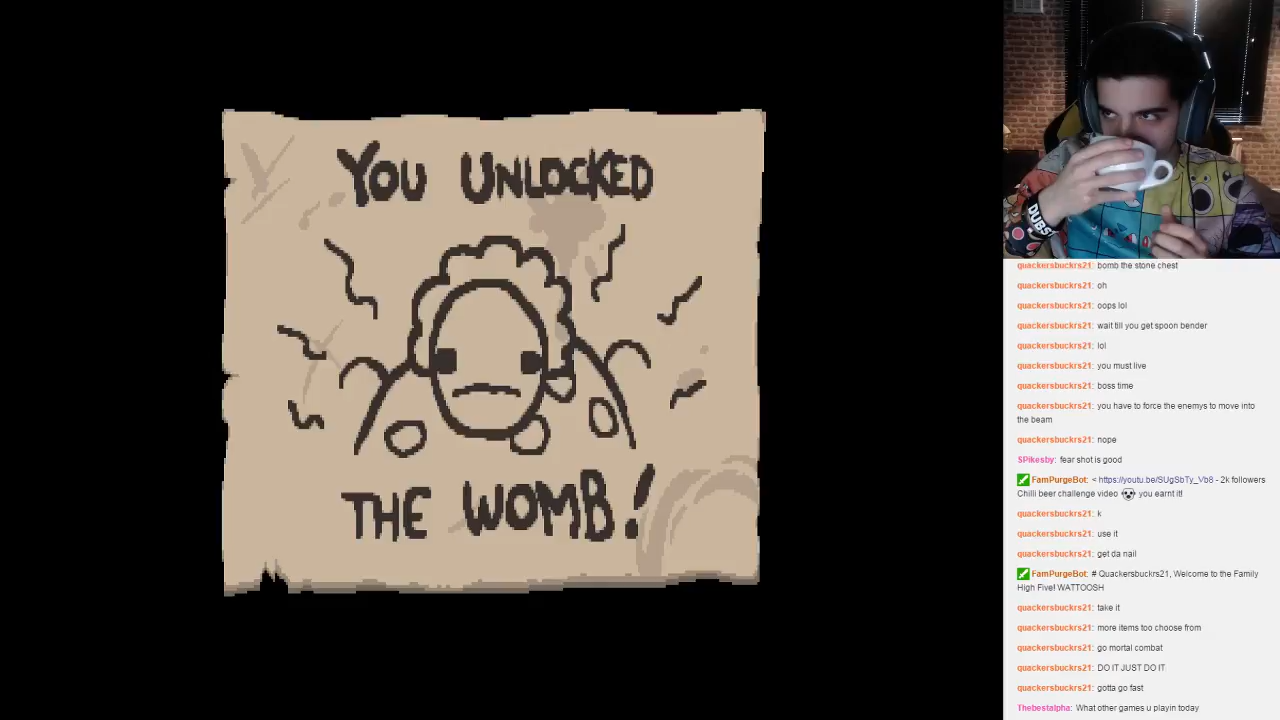 YOU UNLOCKED
THE WOMB!
DUBS
quackersbuckrs21: bomb the stone chest
quackersbuckrs21: oh
quackersbuckrs21: oops lol
quackersbuckrs21: wait till you get spoon bender
quackersbuckrs21: lol
quackersbuckrs21: you must live
quackersbuckrs21: boss time
quackersbuckrs21: you have to force the enemys to move into
the beam
quackersbuckrs21: nope
SPikesby: fear shot is good
FamPurgeBot: < https://youtu.be/SUgSbTy_Vb8 - 2k followers
Chilli beer challenge video you earnt it!
quackersbuckrs21: k
quackersbuckrs21: use it
quackersbuckrs21: get da nail
FamPurgeBot: # Quackersbuckrs21, Welcome to the Family
High Five! WATTOOSH
quackersbuckrs21: take it
quackersbuckrs21: more items too choose from
quackersbuckrs21: go mortal combat
quackersbuckrs21: DO IT JUST DO IT
quackersbuckrs21: gotta go fast
Thebestalpha: What other games u playin today